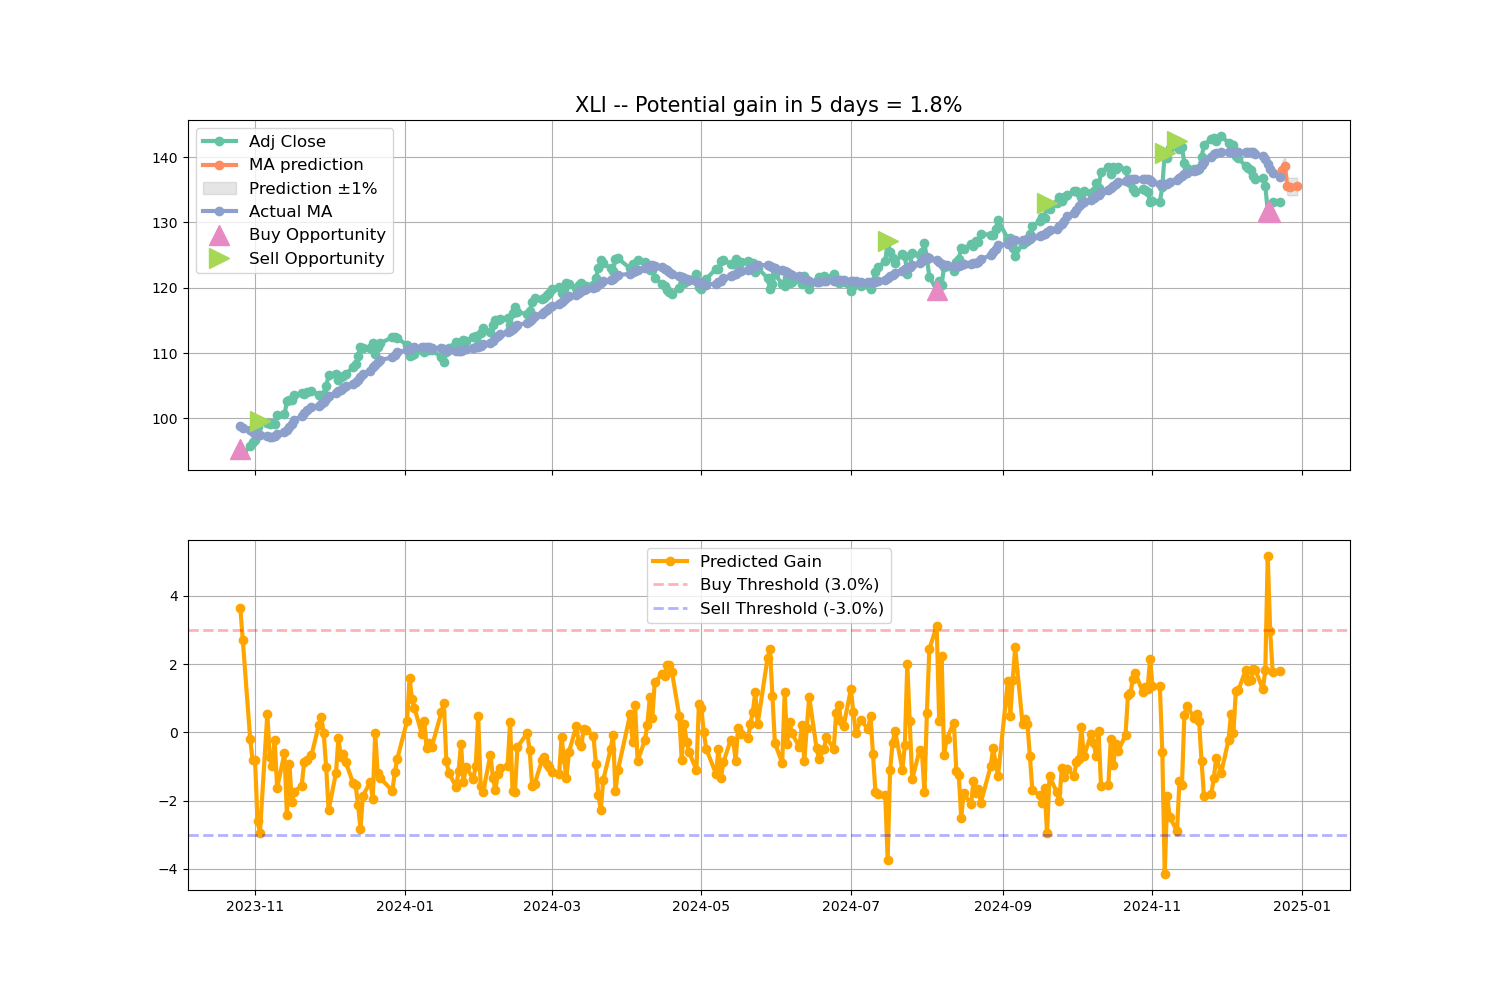 XLI -- Potential gain in 5 days = 1.8%
Adj Close
MA prediction
Prediction ±1%
Actual MA
Buy Opportunity
Sell Opportunity
140
130
120
110
100
Predicted Gain
Buy Threshold (3.0%)
Sell Threshold (-3.0%)
4
2
0
−2
−4
2023-11
2024-01
2024-03
2024-05
2024-07
2024-09
2024-11
2025-01